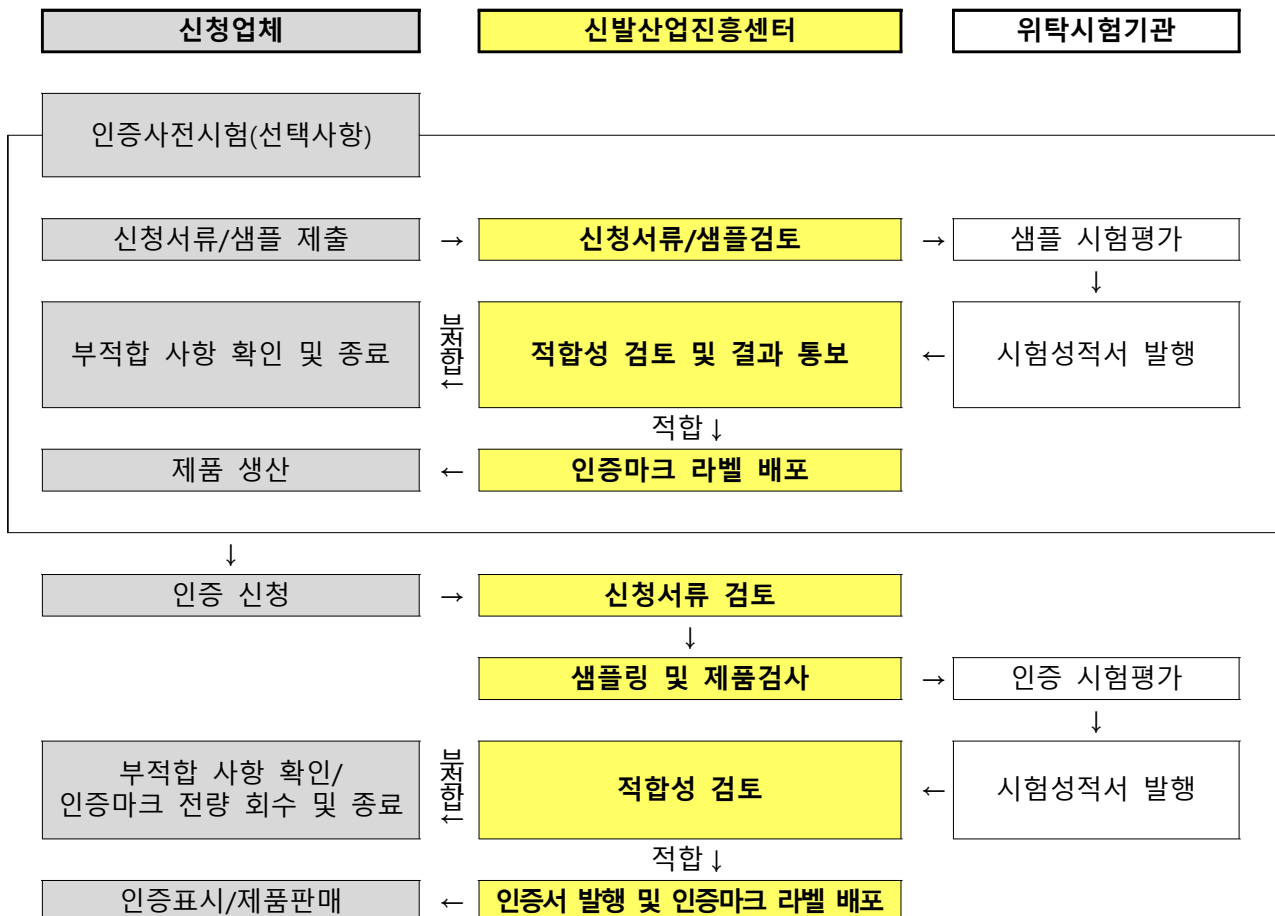 신청업체
신발산업진흥센터
위탁시험기관
인증사전시험(선택사항)
신청서류/샘플 제출
→
신청서류/샘플검토
→
샘플 시험평가
↓
부적합 사항 확인 및 종료
부적합
←
적합성 검토 및 결과 통보
←
시험성적서 발행
적합↓
제품 생산
←
인증마크 라벨 배포
↓
인증 신청
→
신청서류 검토
↓
샘플링 및 제품검사
→
인증 시험평가
↓
부적합 사항 확인/
인증마크 전량 회수 및 종료
부적합
←
적합성 검토
←
시험성적서 발행
적합↓
인증표시/제품판매
←
인증서 발행 및 인증마크 라벨 배포